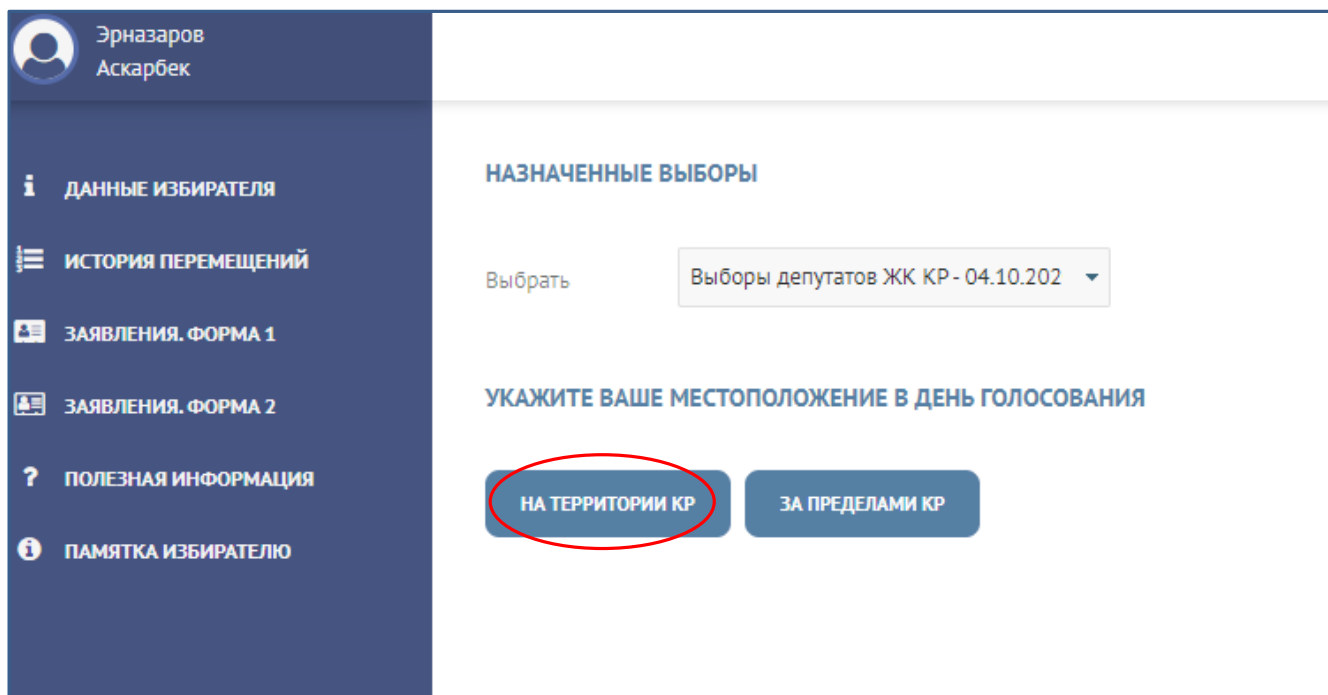 Эрназаров
Аскарбек
ДАННЫЕ ИЗБИРАТЕЛЯ
ИСТОРИЯ ПЕРЕМЕЩЕНИЙ
ЗАЯВЛЕНИЯ. ФОРМА 1
ЗАЯВЛЕНИЯ. ФОРМА 2
ПОЛЕЗНАЯ ИНФОРМАЦИЯ
ПАМЯТКА ИЗБИРАТЕЛЮ
НАЗНАЧЕННЫЕ ВЫБОРЫ
Выбрать Выборы депутатов ЖК КР - 04.10.202
УКАЖИТЕ ВАШЕ МЕСТОПОЛОЖЕНИЕ В ДЕНЬ ГОЛОСОВАНИЯ
НА ТЕРРИТОРИИ КР ЗА ПРЕДЕЛАМИ КР